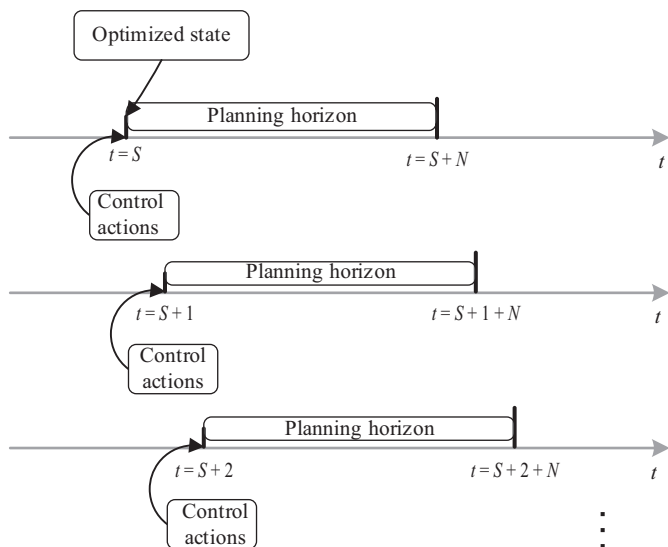 Optimized state
Planning horizon
t = S
t = S + N
t
Control
actions
Planning horizon
t = S + 1
t = S + 1 + N
t
Control
actions
Planning horizon
t = S + 2
t = S + 2 + N
t
Control
actions